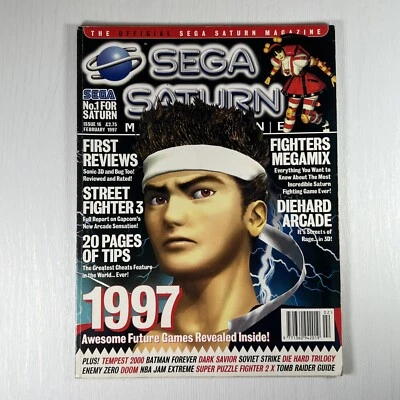 THE OFFICIAL SEGA SATURN MAGAZINE
SEGA
SATURN
SEGA
No.1 FOR
SATURN
ISSUE 16 £2.75
FEBRUARY 1997
FIRST
REVIEWS
Sonic 3D and Bug Too!
Reviewed and Rated!
STREET
FIGHTER 3
Full Report on Capcom's
New Arcade Sensation!
20 PAGES
OF TIPS
The Greatest Cheats Feature
in the World... Ever!
FIGHTERS
MEGAMIX
Everything You Want to
Know About The Most
Incredible Saturn
Fighting Game Ever!
DIEHARD
ARCADE
It's Streets of
Rage... in 3D!
1997
Awesome Future Games Revealed Inside!
PLUS! TEMPEST 2000 BATMAN FOREVER DARK SAVIOR SOVIET STRIKE DIE HARD TRILOGY
ENEMY ZERO DOOM NBA JAM EXTREME SUPER PUZZLE FIGHTER 2 X TOMB RAIDER GUIDE